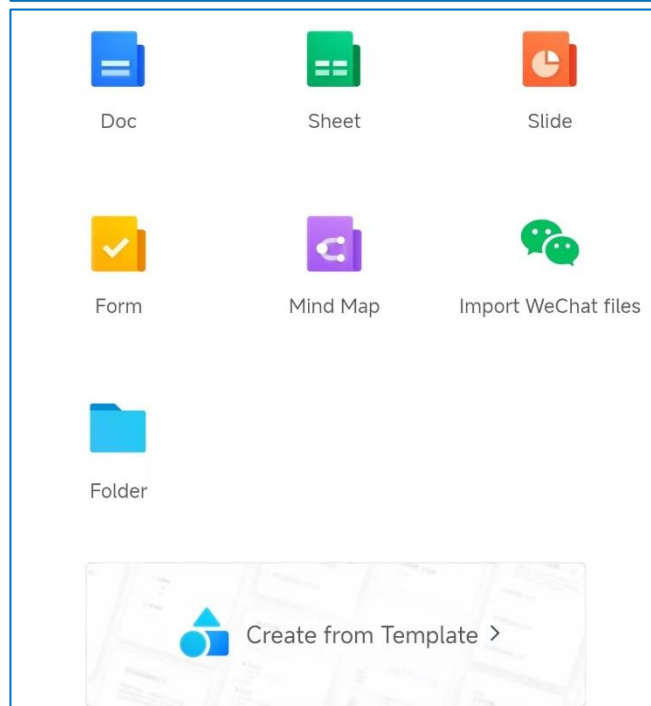 Doc
Sheet
Slide
Form
Mind Map
Import WeChat files
Folder
Create from Template >